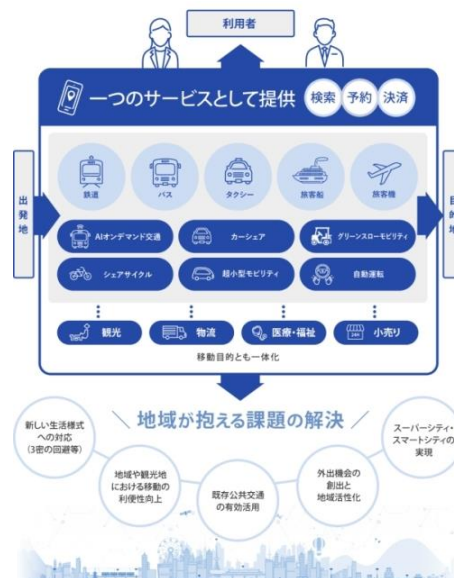 利用者
一つのサービスとして提供
検索
予約
決済
出発地
鉄道
バス
タクシー
旅客船
旅客機
目的地
AIオンデマンド交通
カーシェア
グリーンスローモビリティ
シェアサイクル
超小型モビリティ
自動運転
観光
物流
医療・福祉
小売り
移動目的とも一体化
地域が抱える課題の解決
新しい生活様式
への対応
(3密の回避等)
地域や観光地
における移動の
利便性向上
既存公共交通
の有効活用
外出機会の
創出と
地域活性化
スーパーシティ・
スマートシティの
実現